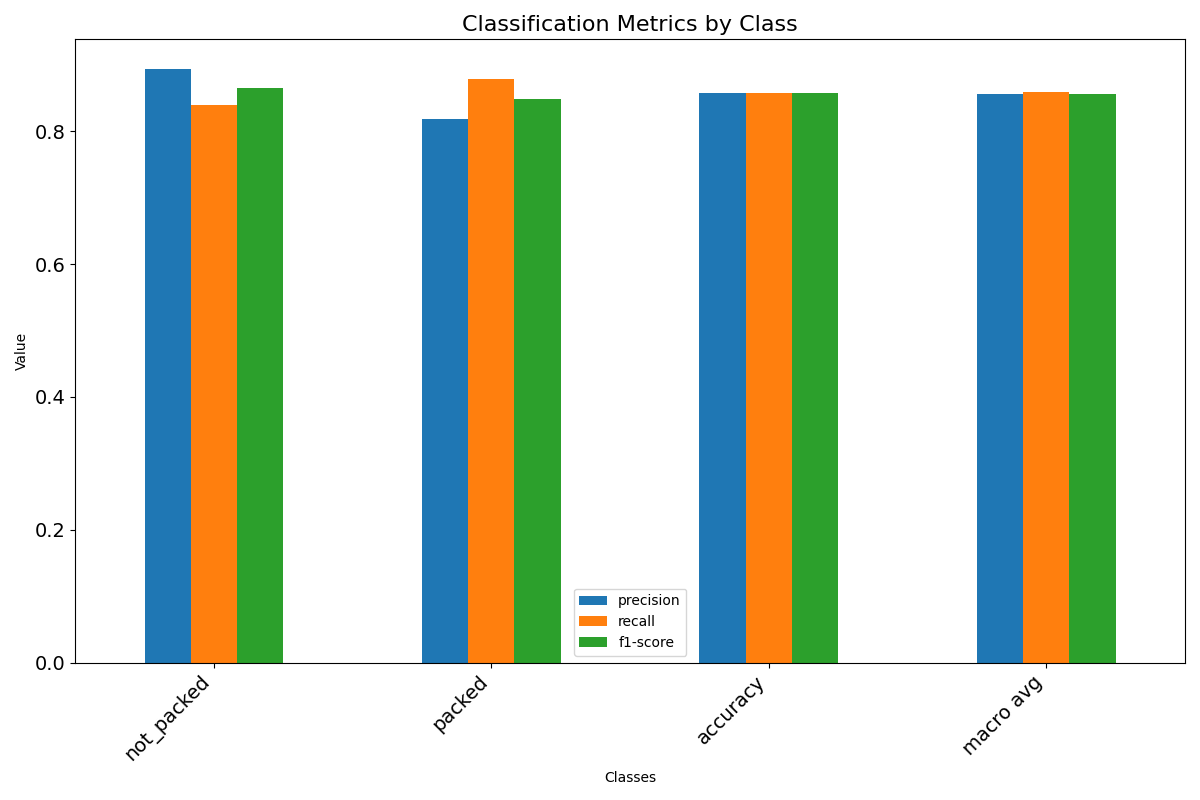 Classification Metrics by Class
Value
0.8
0.6
0.4
0.2
0.0
precision
recall
f1-score
not_packed
packed
accuracy
macro avg
Classes